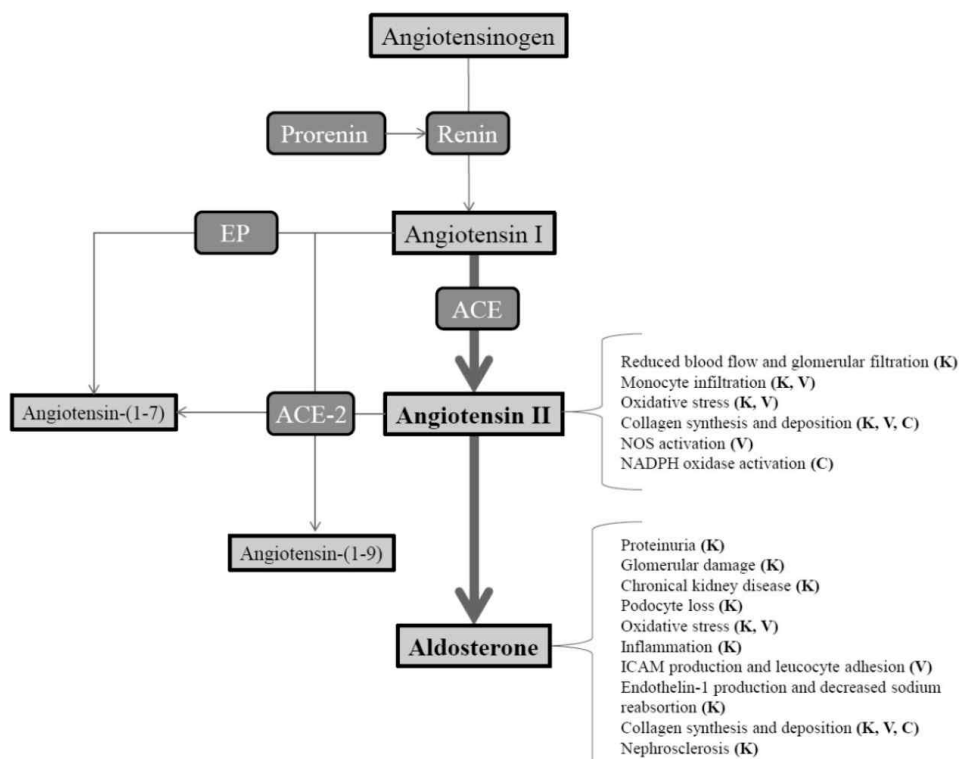 Angiotensinogen
Prorenin
Renin
EP
Angiotensin I
ACE
Angiotensin-(1-7)
ACE-2
Angiotensin II
Reduced blood flow and glomerular filtration (K)
Monocyte infiltration (K, V)
Oxidative stress (K, V)
Collagen synthesis and deposition (K, V, C)
NOS activation (V)
NADPH oxidase activation (C)
Angiotensin-(1-9)
Aldosterone
Proteinuria (K)
Glomerular damage (K)
Chronical kidney disease (K)
Podocyte loss (K)
Oxidative stress (K, V)
Inflammation (K)
ICAM production and leucocyte adhesion (V)
Endothelin-1 production and decreased sodium
reabsortion (K)
Collagen synthesis and deposition (K, V, C)
Nephrosclerosis (K)